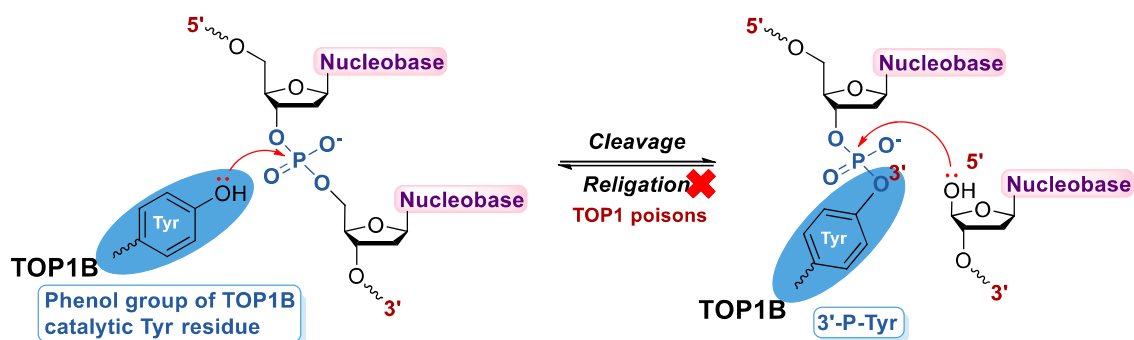 5'
O
Nucleobase
O
O
P
O-
O
O
OH
Tyr
TOP1B
Phenol group of TOP1B
catalytic Tyr residue
Nucleobase
O
O
3'
Cleavage
Religation
TOP1 poisons
5'
O
Nucleobase
O
O
P
O-
O
O
3'
Tyr
TOP1B
3'-P-Tyr
5'
OH
Nucleobase
O
O
3'